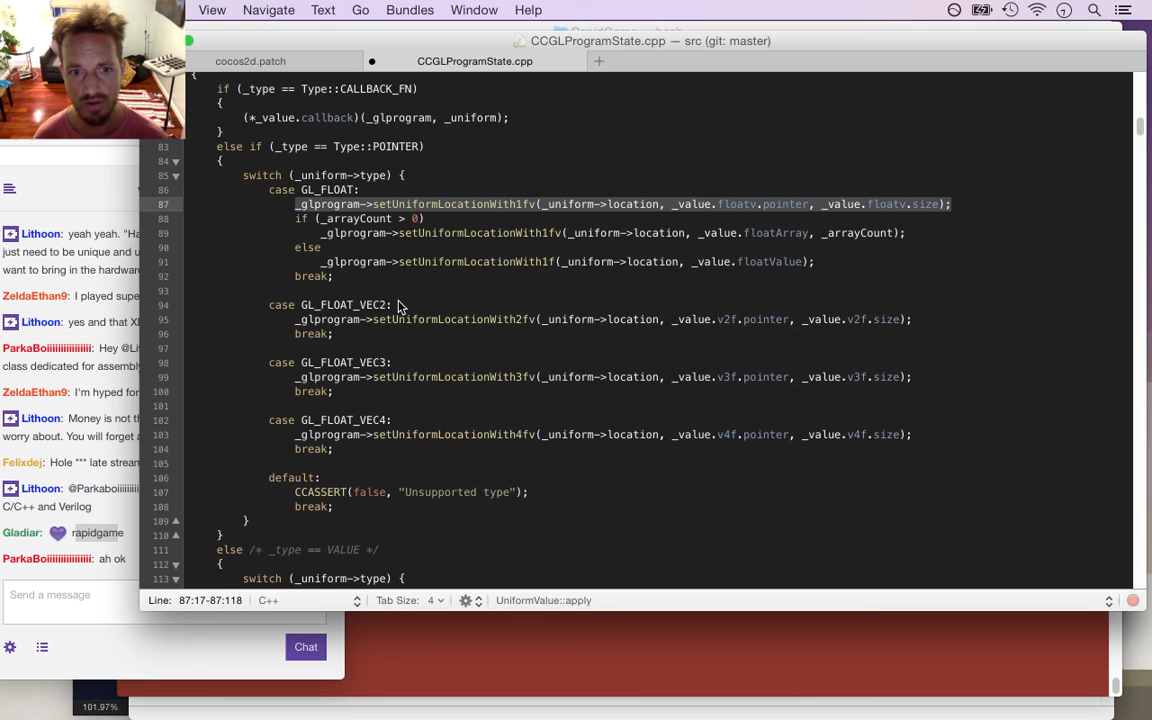 View Navigate Text Go Bundles Window Help
CCGLProgramState.cpp — src (git: master)
cocos2d.patch
CCGLProgramState.cpp
{
if (_type == Type::CALLBACK_FN)
{
(*_value.callback)(_glprogram, _uniform);
}
83 else if (_type == Type::POINTER)
84 {
85 switch (_uniform->type) {
86 case GL_FLOAT:
87 _glprogram->setUniformLocationWith1fv(_uniform->location, _value.floatv.pointer, _value.floatv.size);
88 if (_arrayCount > 0)
89 _glprogram->setUniformLocationWith1fv(_uniform->location, _value.floatArray, _arrayCount);
90 else
91 _glprogram->setUniformLocationWith1f(_uniform->location, _value.floatValue);
92 break;
93
94 case GL_FLOAT_VEC2:
95 _glprogram->setUniformLocationWith2fv(_uniform->location, _value.v2f.pointer, _value.v2f.size);
96 break;
97
98 case GL_FLOAT_VEC3:
99 _glprogram->setUniformLocationWith3fv(_uniform->location, _value.v3f.pointer, _value.v3f.size);
100 break;
101
102 case GL_FLOAT_VEC4:
103 _glprogram->setUniformLocationWith4fv(_uniform->location, _value.v4f.pointer, _value.v4f.size);
104 break;
105
106 default:
107 CCASSERT(false, "Unsupported type");
108 break;
109 }
110 }
111 else /* _type == VALUE */
112 {
113 switch (_uniform->type) {
Line: 87:17-87:118 C++ Tab Size: 4 UniformValue::apply
Lithoon: yeah yeah. "Ha
just need to be unique and u
want to bring in the hardwar
ZeldaEthan9: I played supe
Lithoon: yes and that X
ParkaBoiiiiiiiiiiiiiii: Hey @Li
class dedicated for assembly
ZeldaEthan9: I'm hyped for
Lithoon: Money is not th
worry about. You will forget a
Felixdej: Hole *** late stream
Lithoon: @Parkaboiiiiiii
C/C++ and Verilog
Gladiar: rapidgame
ParkaBoiiiiiiiiiiiiiii: ah ok
Send a message
Chat
101.97%